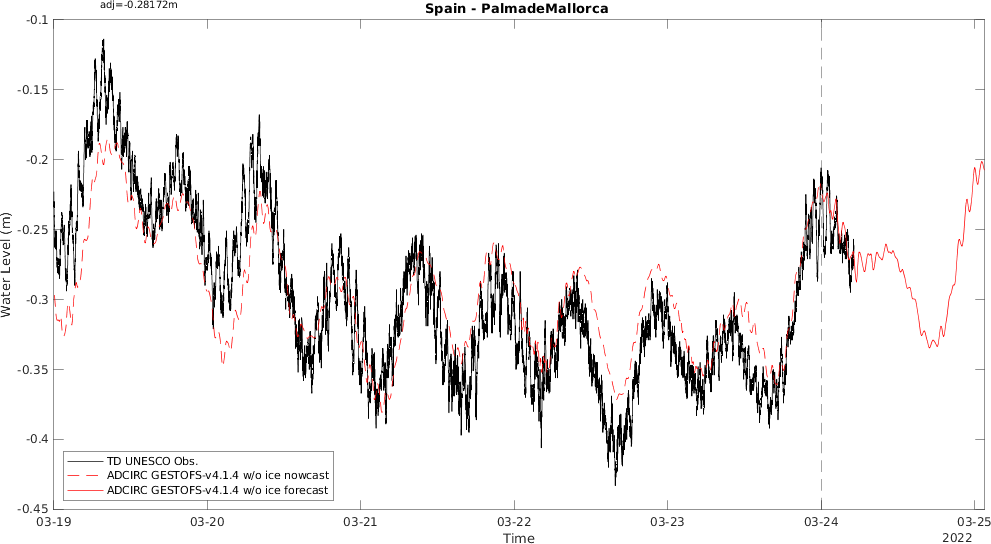 adj=-0.28172m
Spain - PalmadeMallorca
Water Level (m)
-0.1
-0.15
-0.2
-0.25
-0.3
-0.35
-0.4
-0.45
TD UNESCO Obs.
ADCIRC GESTOFS-v4.1.4 w/o ice nowcast
ADCIRC GESTOFS-v4.1.4 w/o ice forecast
03-19 03-20 03-21 03-22 03-23 03-24 03-25
Time
2022